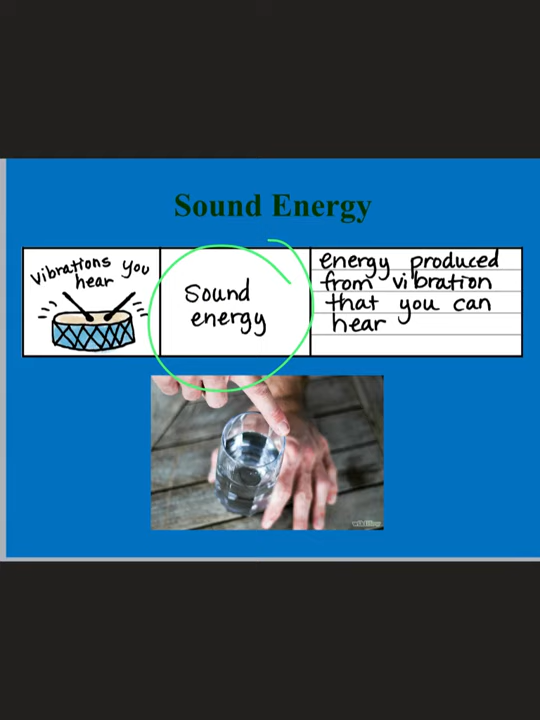 Sound Energy
vibrations you
hear
Sound
energy
energy produced
from vibration
that you can
hear